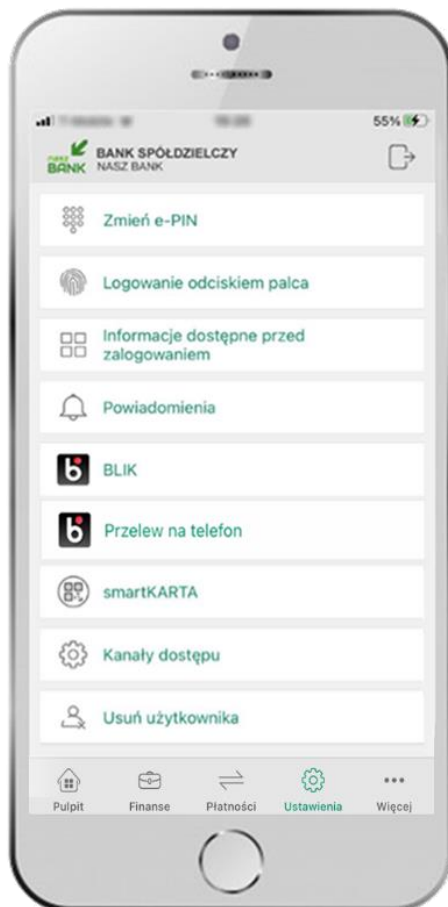 55%
nasz
BANK
BANK SPÓŁDZIELCZY
NASZ BANK
Zmień e-PIN
Logowanie odciskiem palca
Informacje dostępne przed
zalogowaniem
Powiadomienia
BLIK
Przelew na telefon
smartKARTA
Kanały dostępu
Usuń użytkownika
Pulpit Finanse Płatności Ustawienia Więcej